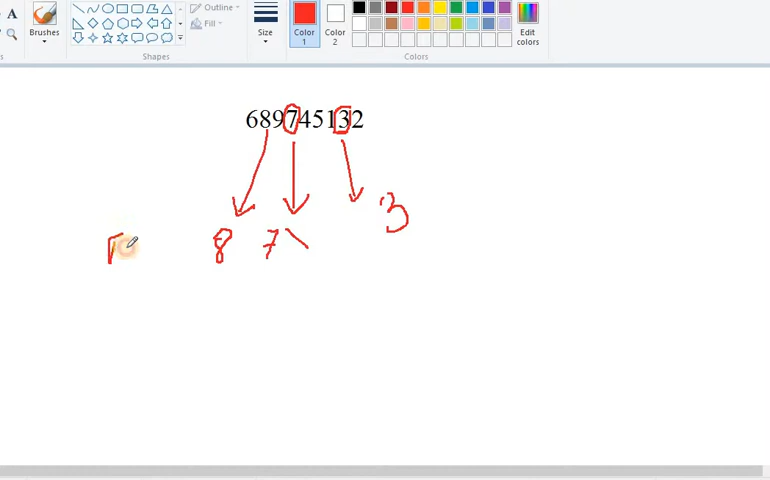 A
Brushes
Shapes
Outline
Fill
Size
Color
1
Color
2
Edit
colors
Colors
689745132
3
8 7